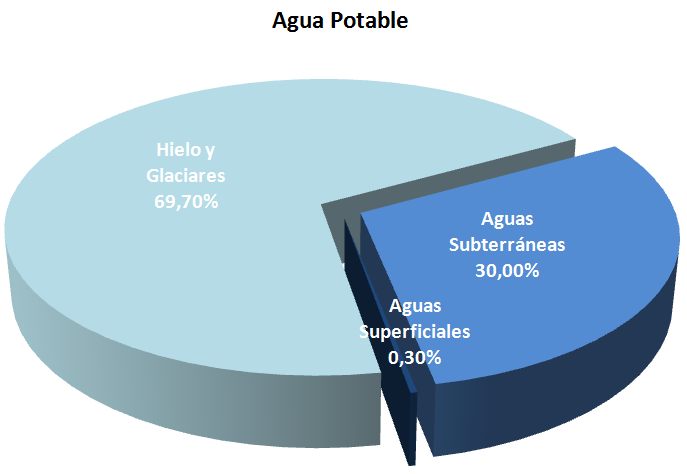 Agua Potable
Hielo y
Glaciares
69,70%
Aguas
Subterráneas
30,00%
Aguas
Superficiales
0,30%